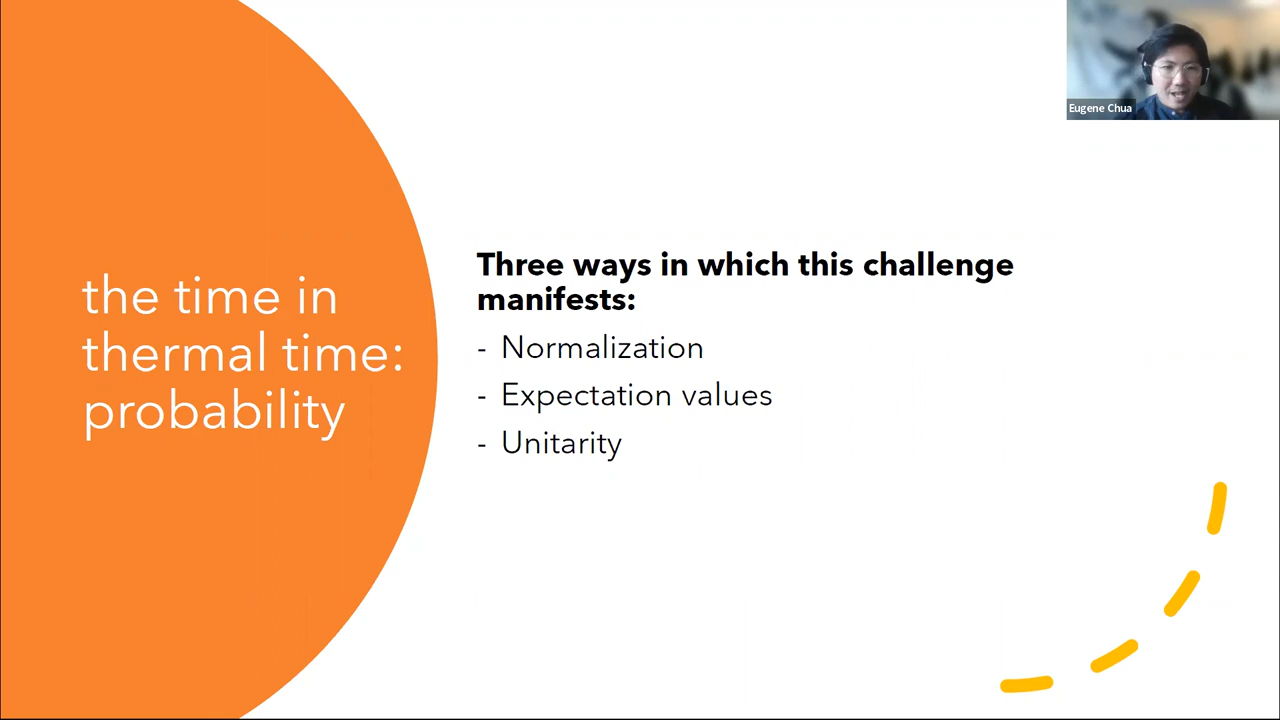 the time in
thermal time:
probability
Three ways in which this challenge
manifests:
- Normalization
- Expectation values
- Unitarity
Eugene Chua